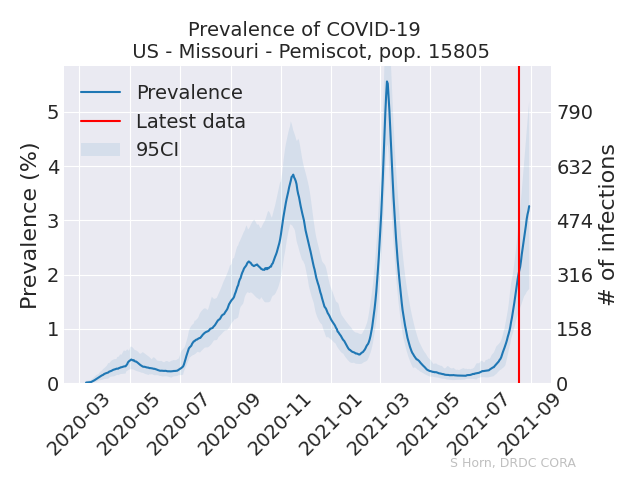 Prevalence of COVID-19
US - Missouri - Pemiscot, pop. 15805
Prevalence
Latest data
95CI
Prevalence (%)
5
4
3
2
1
0
790
632
474
316
158
0
# of infections
2020-03
2020-05
2020-07
2020-09
2020-11
2021-01
2021-03
2021-05
2021-07
2021-09
S Horn, DRDC CORA